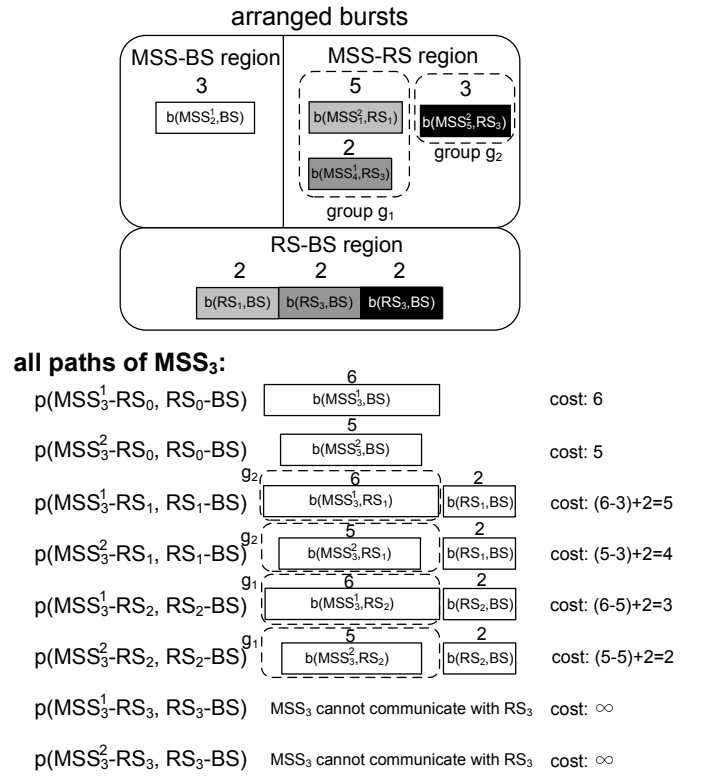 arranged bursts
MSS-BS region
MSS-RS region
3
5
3
b(MSS₂¹,BS)
b(MSS₁²,RS₁)
b(MSS₅²,RS₃)
2
group g₂
b(MSS₄¹,RS₃)
group g₁
RS-BS region
2 2 2
b(RS₁,BS) b(RS₃,BS) b(RS₃,BS)
all paths of MSS₃:
6
p(MSS₃¹-RS₀, RS₀-BS) b(MSS₃¹,BS) cost: 6
5
p(MSS₃²-RS₀, RS₀-BS) b(MSS₃²,BS) cost: 5
g₂ 6 2
p(MSS₃¹-RS₁, RS₁-BS) b(MSS₃¹,RS₁) b(RS₁,BS) cost: (6-3)+2=5
g₂ 5 2
p(MSS₃²-RS₁, RS₁-BS) b(MSS₃²,RS₁) b(RS₁,BS) cost: (5-3)+2=4
g₁ 6 2
p(MSS₃¹-RS₂, RS₂-BS) b(MSS₃¹,RS₂) b(RS₂,BS) cost: (6-5)+2=3
g₁ 5 2
p(MSS₃²-RS₂, RS₂-BS) b(MSS₃²,RS₂) b(RS₂,BS) cost: (5-5)+2=2
p(MSS₃¹-RS₃, RS₃-BS) MSS₃ cannot communicate with RS₃ cost: ∞
p(MSS₃²-RS₃, RS₃-BS) MSS₃ cannot communicate with RS₃ cost: ∞